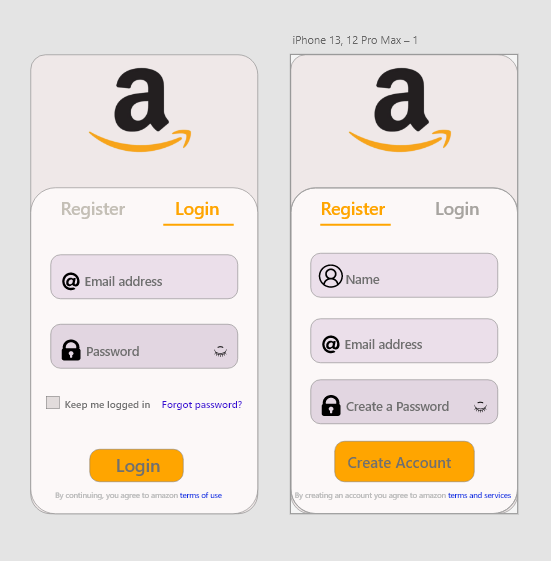 iPhone 13, 12 Pro Max – 1
a
Register Login
@ Email address
Password
Keep me logged in Forgot password?
Login
By continuing, you agree to amazon terms of use
a
Register Login
Name
@ Email address
Create a Password
Create Account
By creating an account you agree to amazon terms and services